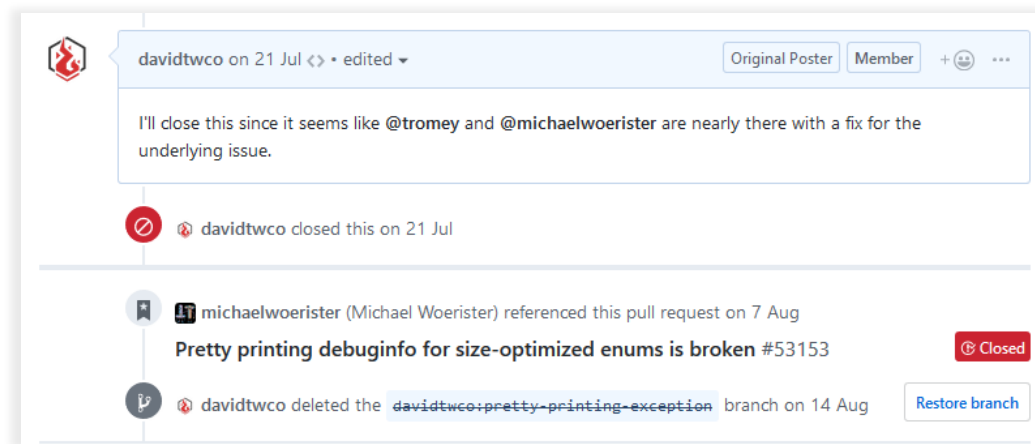 davidtwco on 21 Jul <> • edited
Original Poster
Member
I'll close this since it seems like @tromey and @michaelwoerister are nearly there with a fix for the
underlying issue.
davidtwco closed this on 21 Jul
michaelwoerister (Michael Woerister) referenced this pull request on 7 Aug
Pretty printing debuginfo for size-optimized enums is broken #53153
Closed
davidtwco deleted the davidtwco:pretty-printing-exception branch on 14 Aug
Restore branch